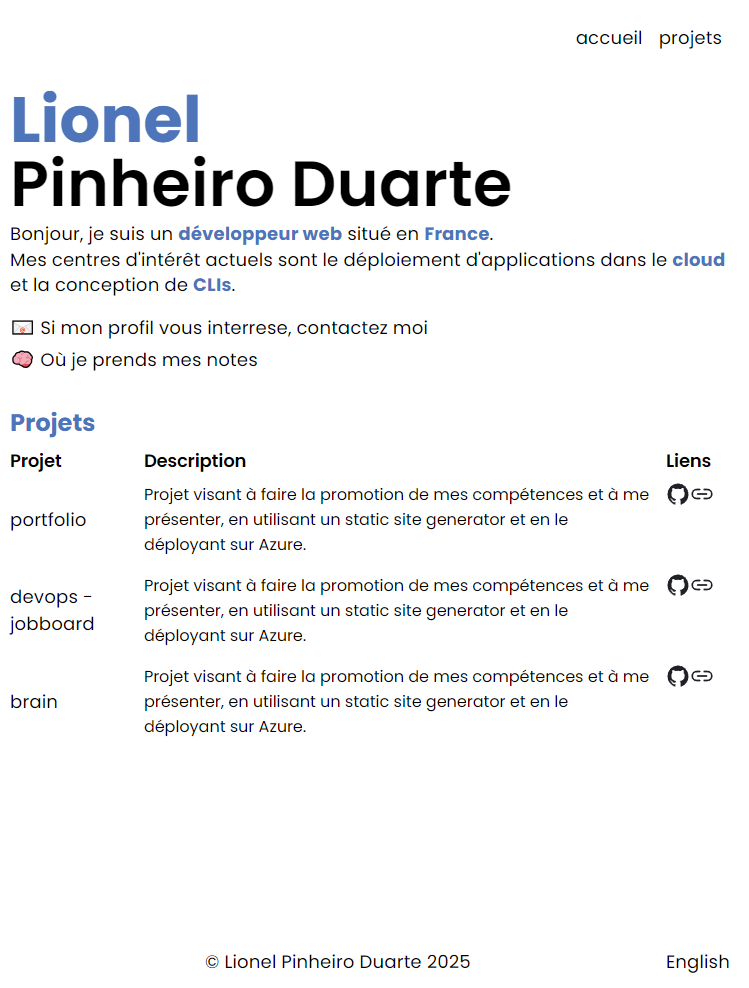 accueil projets
Lionel
Pinheiro Duarte
Bonjour, je suis un développeur web situé en France.
Mes centres d'intérêt actuels sont le déploiement d'applications dans le cloud
et la conception de CLIs.
Si mon profil vous interrese, contactez moi
Où je prends mes notes
Projets
Projet Description Liens
portfolio
Projet visant à faire la promotion de mes compétences et à me
présenter, en utilisant un static site generator et en le
déployant sur Azure.
devops -
jobboard
Projet visant à faire la promotion de mes compétences et à me
présenter, en utilisant un static site generator et en le
déployant sur Azure.
brain
Projet visant à faire la promotion de mes compétences et à me
présenter, en utilisant un static site generator et en le
déployant sur Azure.
© Lionel Pinheiro Duarte 2025 English